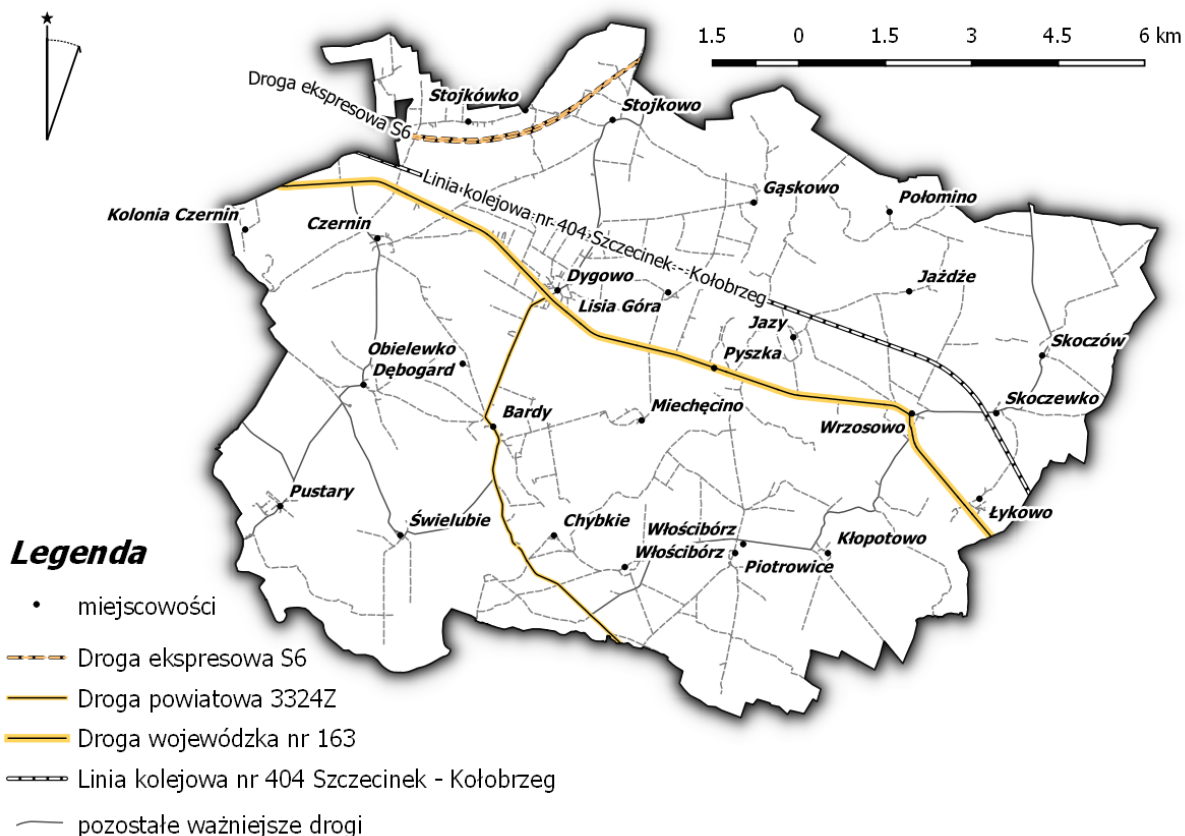 1.5 0 1.5 3 4.5 6 km
Droga ekspresowa S6
Stojkówko
Stojkowo
Linia kolejowa nr 404 Szczecinek - Kołobrzeg
Gąskowo
Połomino
Kolonia Czernin
Czernin
Dygowo
Lisia Góra
Jażdże
Jazy
Pyszka
Skoczów
Obielewko
Dębogard
Bardy
Miechęcino
Skoczewko
Wrzosowo
Pustary
Świelubie
Chybkie
Łykowo
Włościbórz
Włościbórz
Piotrowice
Kłopotowo
Legenda
miejscowości
Droga ekspresowa S6
Droga powiatowa 3324Z
Droga wojewódzka nr 163
Linia kolejowa nr 404 Szczecinek - Kołobrzeg
pozostałe ważniejsze drogi